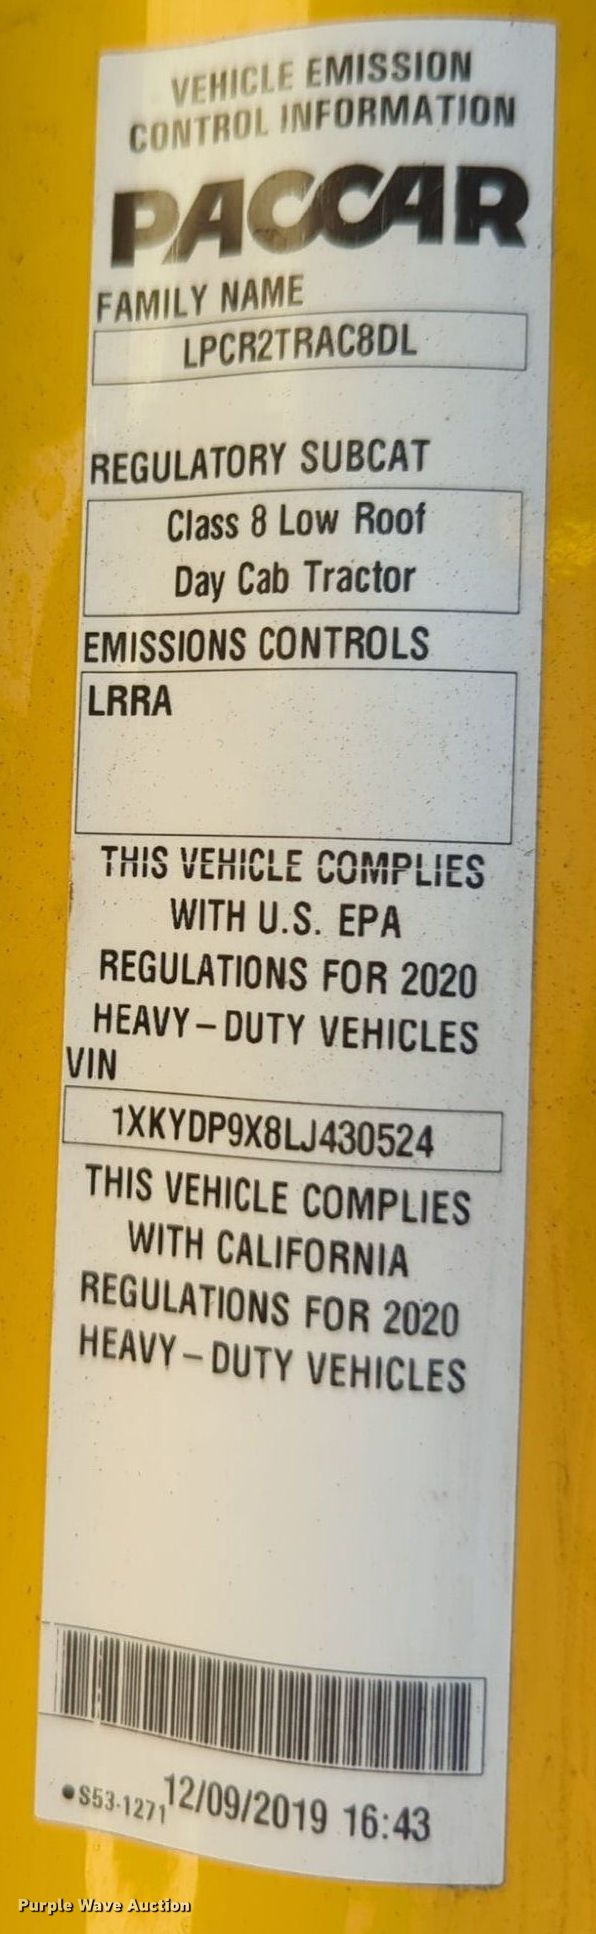 VEHICLE EMISSION
CONTROL INFORMATION
PACCAR
FAMILY NAME
LPCR2TRAC8DL
REGULATORY SUBCAT
Class 8 Low Roof
Day Cab Tractor
EMISSIONS CONTROLS
LRRA
THIS VEHICLE COMPLIES
WITH U.S. EPA
REGULATIONS FOR 2020
HEAVY-DUTY VEHICLES
VIN
1XKYDP9X8LJ430524
THIS VEHICLE COMPLIES
WITH CALIFORNIA
REGULATIONS FOR 2020
HEAVY-DUTY VEHICLES
•S53-1271 12/09/2019 16:43
Purple Wave Auction